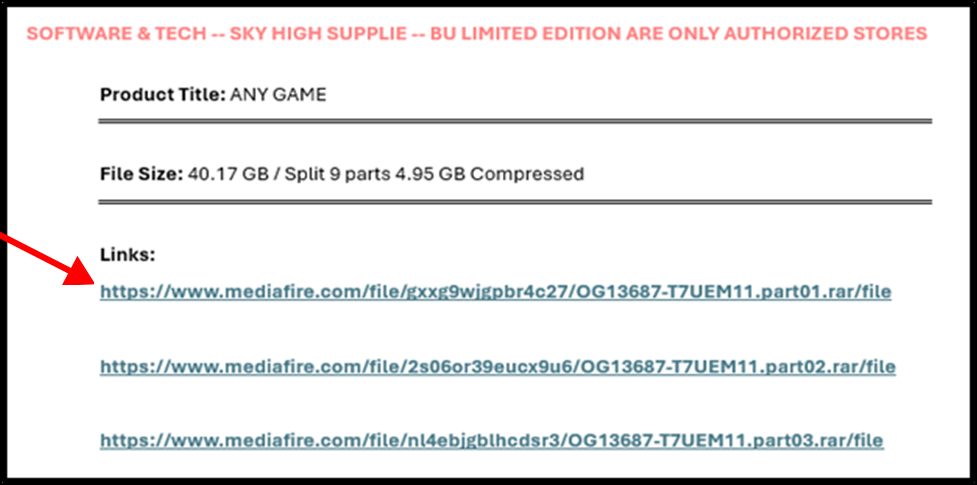 SOFTWARE & TECH -- SKY HIGH SUPPLIE -- BU LIMITED EDITION ARE ONLY AUTHORIZED STORES
Product Title: ANY GAME
File Size: 40.17 GB / Split 9 parts 4.95 GB Compressed
Links:
https://www.mediafire.com/file/gxxg9wjgpbr4c27/OG13687-T7UEM11.part01.rar/file
https://www.mediafire.com/file/2s06or39eucx9u6/OG13687-T7UEM11.part02.rar/file
https://www.mediafire.com/file/nl4ebjgblhcdsr3/OG13687-T7UEM11.part03.rar/file